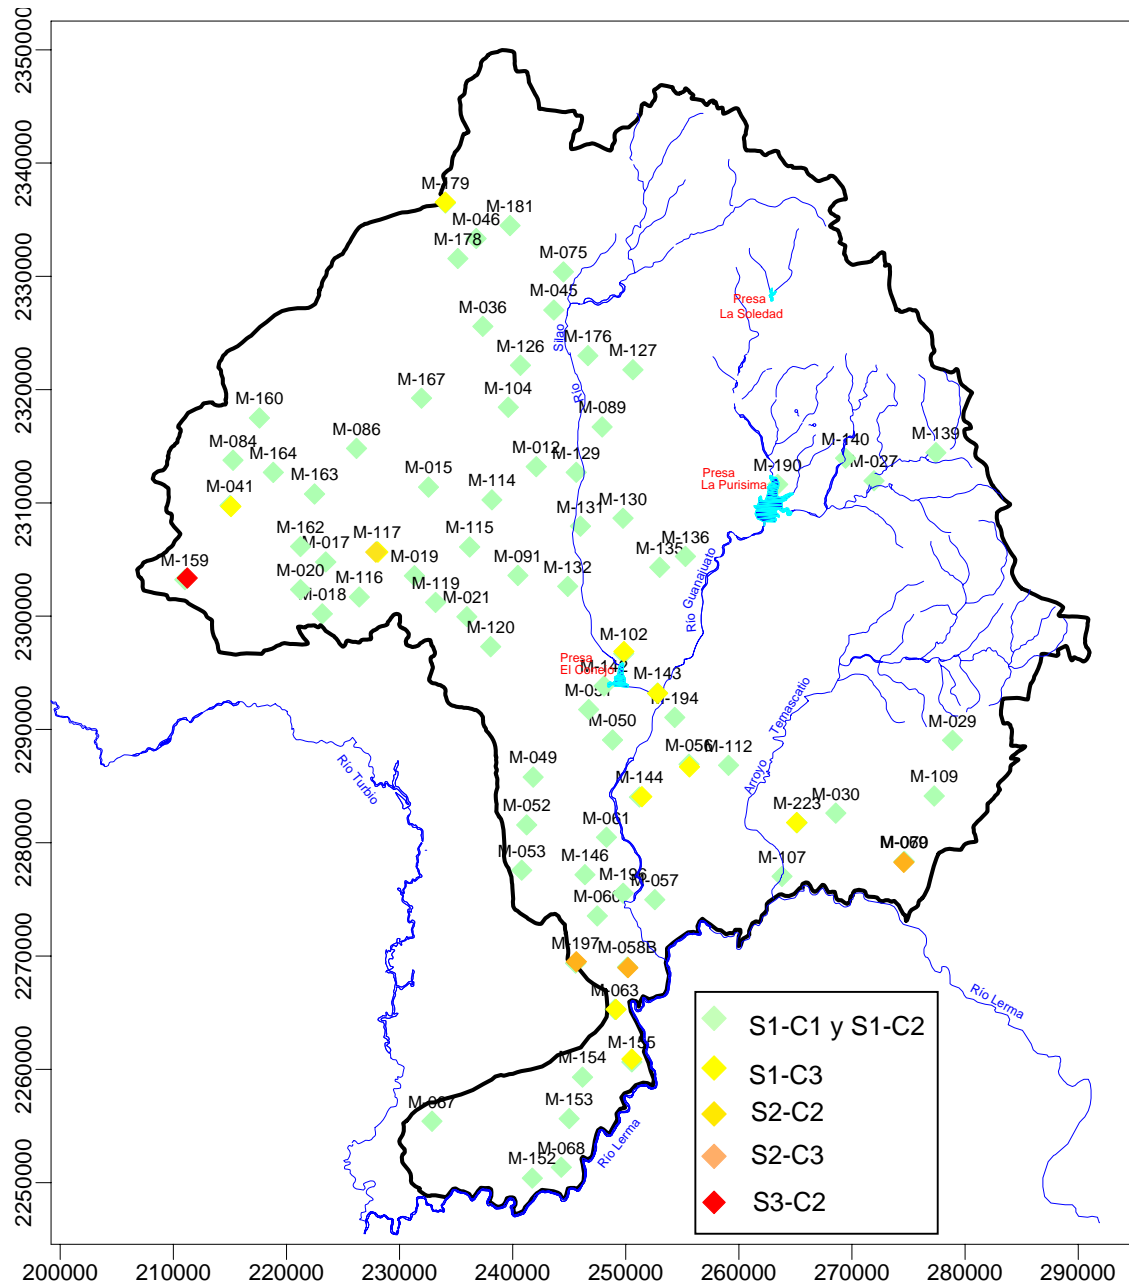 2350000
2340000
2330000
2320000
2310000
2300000
2290000
2280000
2270000
2260000
2250000
M-179
M-181
M-046
M-178
M-075
M-045
M-036
Silao
M-176
M-126
M-127
Presa
La Soledad
M-167
M-104
Río
M-160
M-089
M-086
M-084
M-164
M-012
M-129
M-140
M-139
M-163
M-015
M-114
M-190
M-027
Presa
La Purisima
M-041
M-130
M-131
M-162
M-017
M-117
M-115
M-136
M-135
M-159
M-020
M-116
M-019
M-091
M-132
M-018
M-119
M-021
M-120
Río Guanajuato
M-102
Presa
El Conejo
M-142
M-143
M-194
M-050
Arroyo
Temascatio
M-029
Río Turbio
M-049
M-056
M-112
M-144
M-109
M-052
M-061
M-223
M-030
M-053
M-146
M-107
M-196
M-057
M-197
M-058B
M-063
Río Lerma
M-155
M-154
M-153
M-068
M-152
Río Lerma
S1-C1 y S1-C2
S1-C3
S2-C2
S2-C3
S3-C2
200000 210000 220000 230000 240000 250000 260000 270000 280000 290000